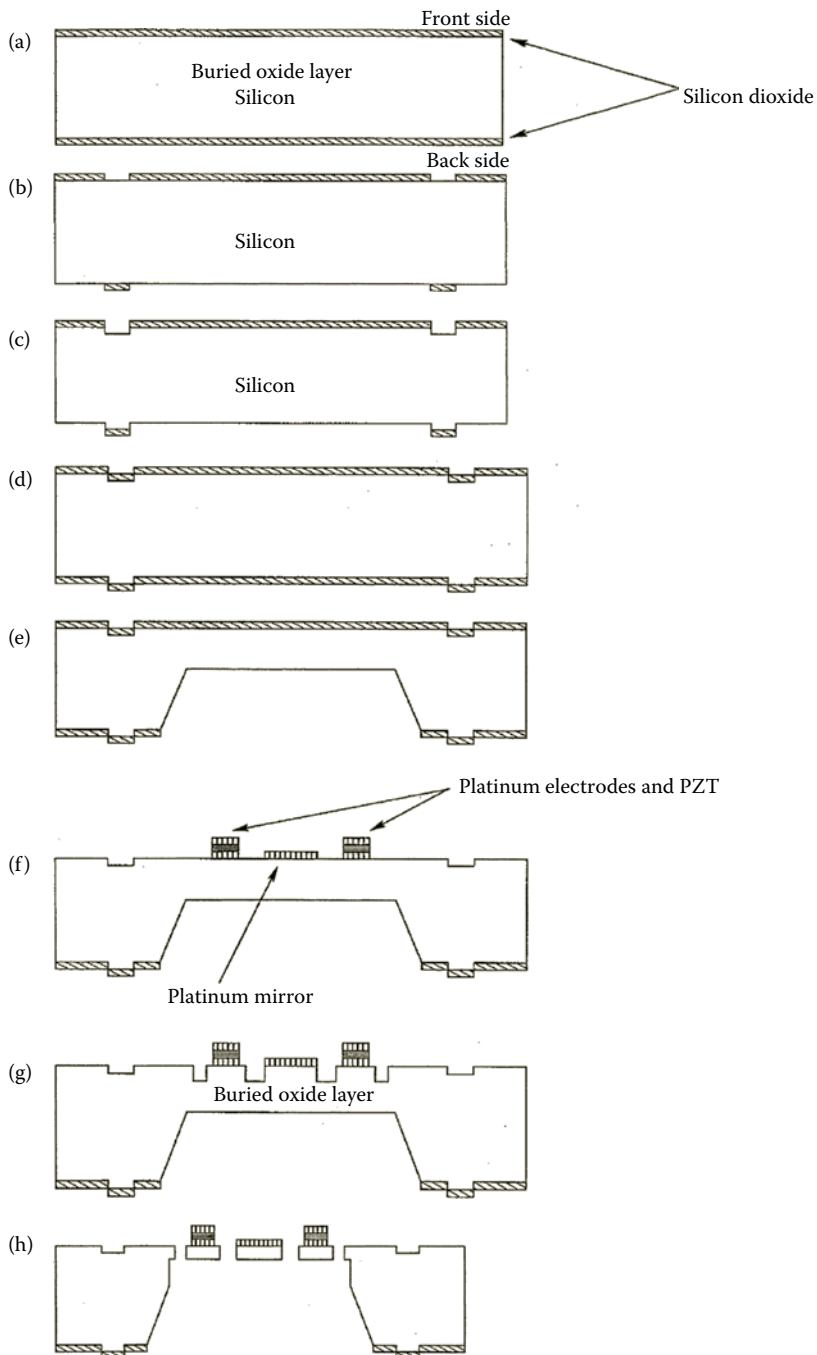 Front side
(a)
Buried oxide layer
Silicon
Silicon dioxide
Back side
(b)
Silicon
(c)
Silicon
(d)
(e)
Platinum electrodes and PZT
(f)
Platinum mirror
(g)
Buried oxide layer
(h)